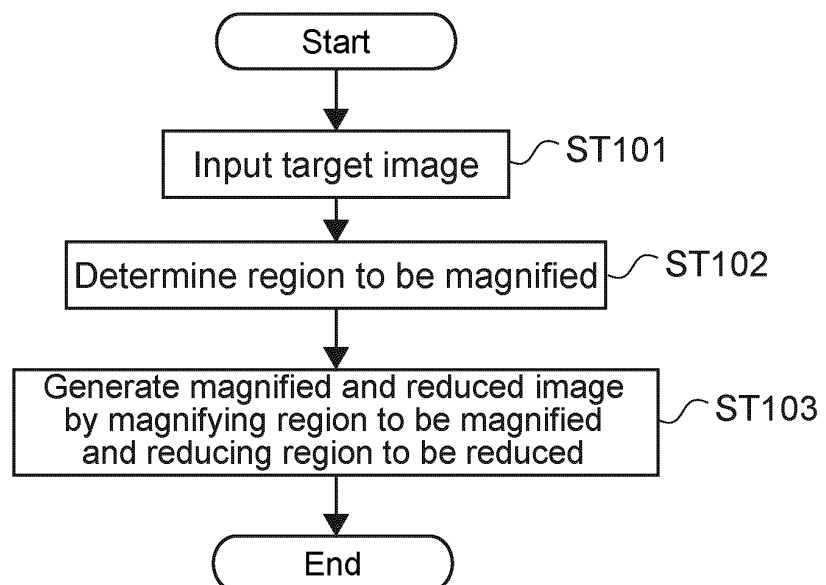 Start
Input target image
ST101
Determine region to be magnified
ST102
Generate magnified and reduced image
by magnifying region to be magnified
and reducing region to be reduced
ST103
End